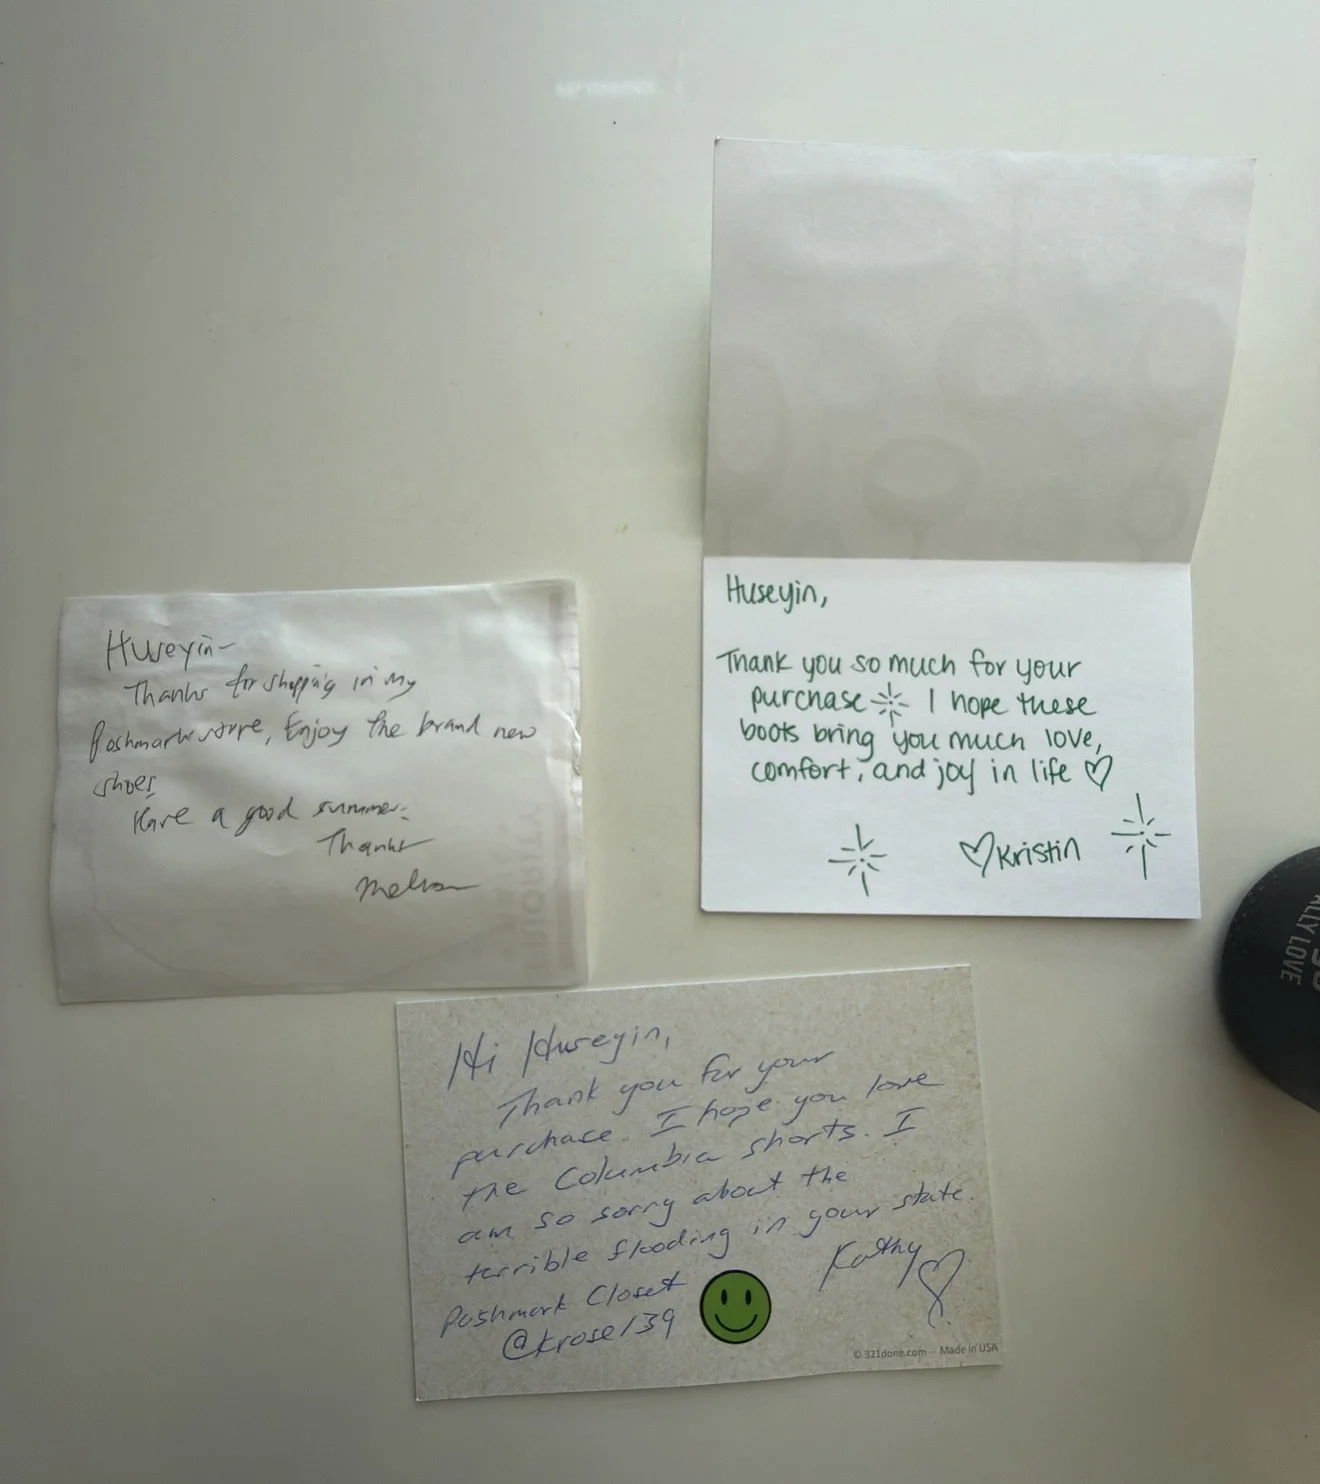 Huseyin-
Thanks for shopping in my
Poshmark store, Enjoy the brand new
shoes
Have a good summer.
Thanks
Huseyin,
Thank you so much for your
purchase I hope these
boots bring you much love,
comfort, and joy in life ♡
♡Kristin
Hi Huseyin,
Thank you for your
purchase. I hope you love
the Columbia shorts. I
am so sorry about the
terrible flooding in your state.
Kathy ♡
Poshmark Closet
@krose139
© 321done.com - Made in USA
ALLY LOVE
PRIORITY